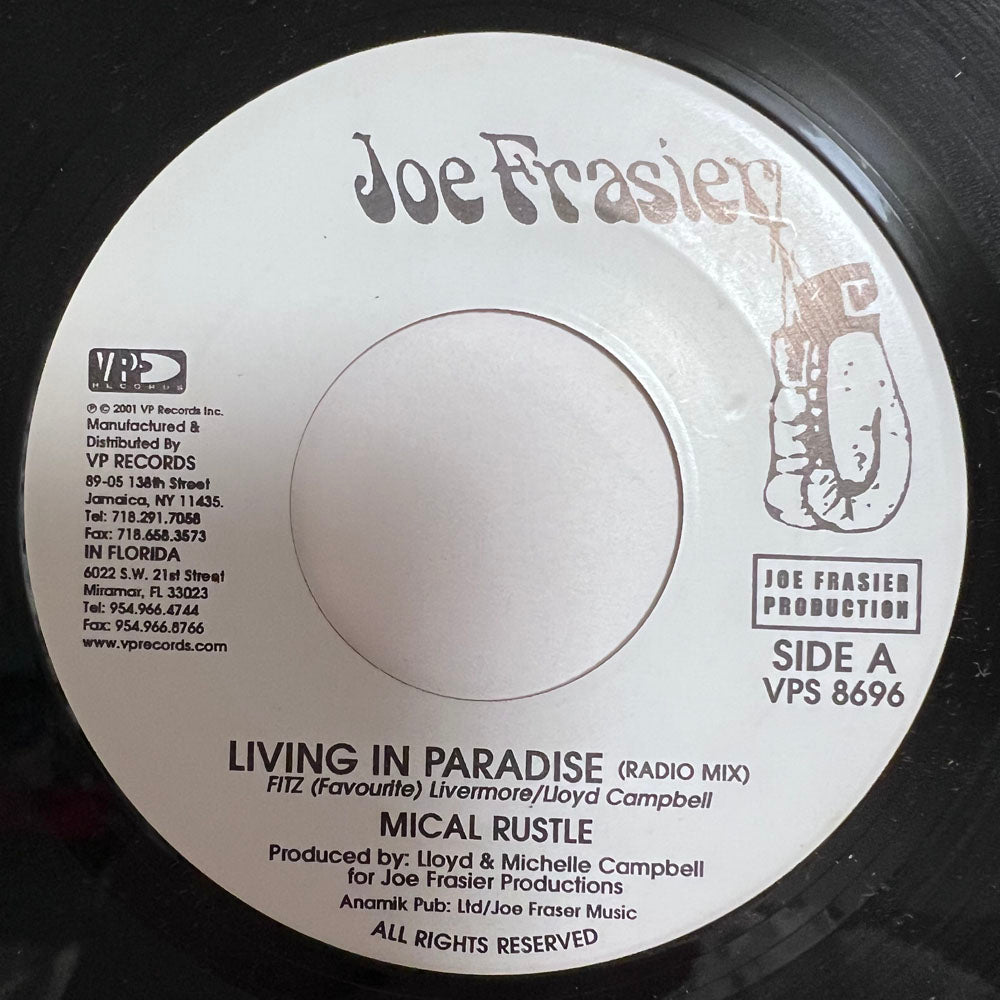 Joe Frasier
VP
RECORDS
℗ © 2001 VP Records Inc.
Manufactured &
Distributed By
VP RECORDS
89-05 138th Street
Jamaica, NY 11435.
Tel: 718.291.7058
Fax: 718.658.3573
IN FLORIDA
6022 S.W. 21st Street
Miramar, FL 33023
Tel: 954.966.4744
Fax: 954.966.8766
www.vprecords.com
JOE FRASIER
PRODUCTION
SIDE A
VPS 8696
LIVING IN PARADISE (RADIO MIX)
FITZ (Favourite) Livermore/Lloyd Campbell
MICAL RUSTLE
Produced by: Lloyd & Michelle Campbell
for Joe Frasier Productions
Anamik Pub: Ltd/Joe Fraser Music
ALL RIGHTS RESERVED